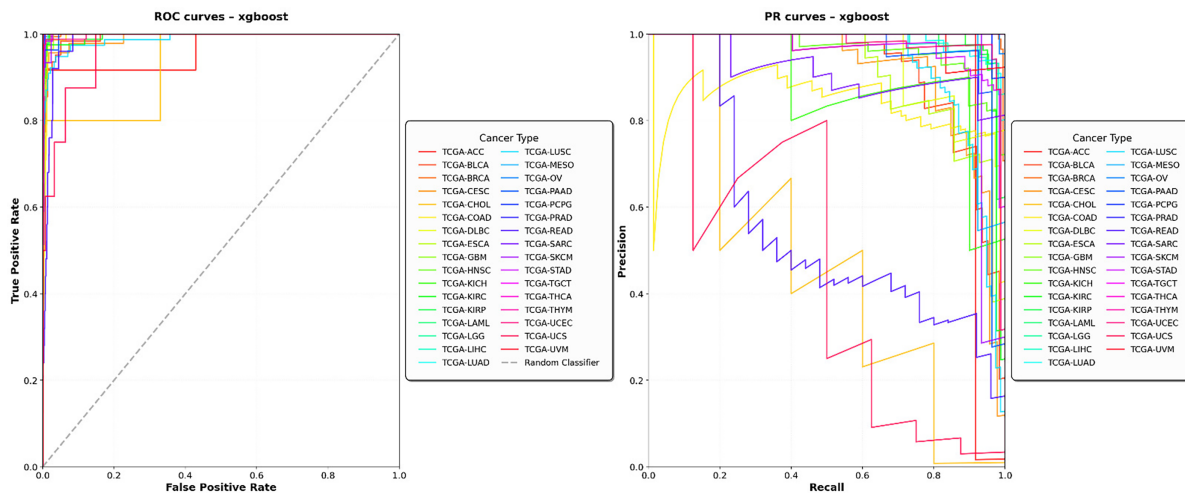 ROC curves – xgboost
True Positive Rate
1.0
0.8
0.6
0.4
0.2
0.0
0.0 0.2 0.4 0.6 0.8 1.0
False Positive Rate
Cancer Type
TCGA-ACC
TCGA-BLCA
TCGA-BRCA
TCGA-CESC
TCGA-CHOL
TCGA-COAD
TCGA-DLBC
TCGA-ESCA
TCGA-GBM
TCGA-HNSC
TCGA-KICH
TCGA-KIRC
TCGA-KIRP
TCGA-LAML
TCGA-LGG
TCGA-LIHC
TCGA-LUAD
TCGA-LUSC
TCGA-MESO
TCGA-OV
TCGA-PAAD
TCGA-PCPG
TCGA-PRAD
TCGA-READ
TCGA-SARC
TCGA-SKCM
TCGA-STAD
TCGA-TGCT
TCGA-THCA
TCGA-THYM
TCGA-UCEC
TCGA-UCS
TCGA-UVM
Random Classifier
PR curves – xgboost
Precision
1.0
0.8
0.6
0.4
0.2
0.0
0.0 0.2 0.4 0.6 0.8 1.0
Recall
Cancer Type
TCGA-ACC
TCGA-BLCA
TCGA-BRCA
TCGA-CESC
TCGA-CHOL
TCGA-COAD
TCGA-DLBC
TCGA-ESCA
TCGA-GBM
TCGA-HNSC
TCGA-KICH
TCGA-KIRC
TCGA-KIRP
TCGA-LAML
TCGA-LGG
TCGA-LIHC
TCGA-LUAD
TCGA-LUSC
TCGA-MESO
TCGA-OV
TCGA-PAAD
TCGA-PCPG
TCGA-PRAD
TCGA-READ
TCGA-SARC
TCGA-SKCM
TCGA-STAD
TCGA-TGCT
TCGA-THCA
TCGA-THYM
TCGA-UCEC
TCGA-UCS
TCGA-UVM